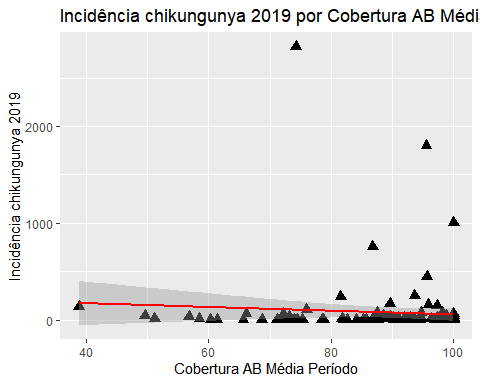 Incidência chikungunya 2019 por Cobertura AB Médi
Incidência chikungunya 2019
2000
1000
0
40 60 80 100
Cobertura AB Média Período